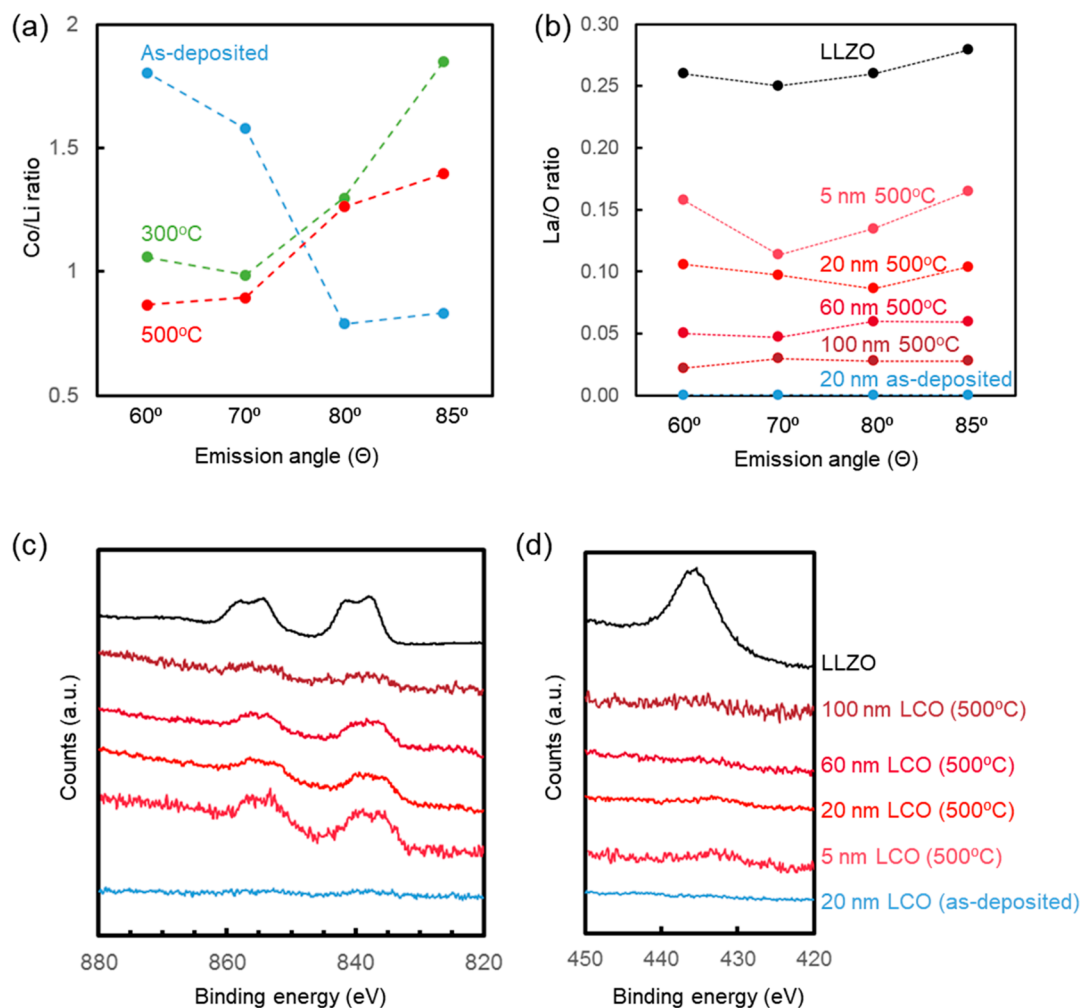 (a)
2
1.5
1
0.5
Co/Li ratio
As-deposited
300ºC
500ºC
60º
70º
80º
85º
Emission angle (Θ)
(b)
0.30
0.25
0.20
0.15
0.10
0.05
0.00
La/O ratio
LLZO
5 nm 500ºC
20 nm 500ºC
60 nm 500ºC
100 nm 500ºC
20 nm as-deposited
60º
70º
80º
85º
Emission angle (Θ)
(c)
Counts (a.u.)
880
860
840
820
Binding energy (eV)
(d)
Counts (a.u.)
LLZO
100 nm LCO (500ºC)
60 nm LCO (500ºC)
20 nm LCO (500ºC)
5 nm LCO (500ºC)
20 nm LCO (as-deposited)
450
440
430
420
Binding energy (eV)